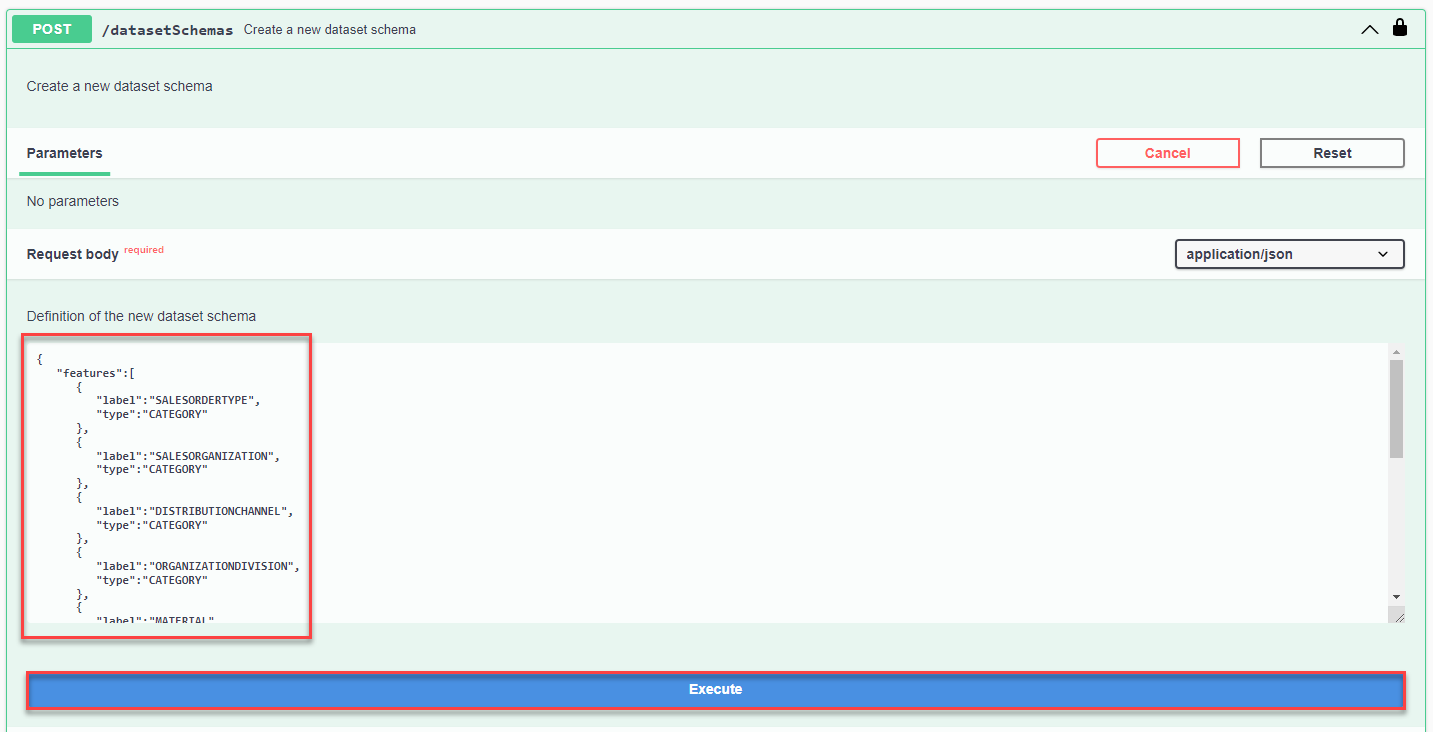 POST /datasetSchemas Create a new dataset schema
Create a new dataset schema
Parameters Cancel Reset
No parameters
Request body required application/json
Definition of the new dataset schema
{
"features":[
{
"label":"SALESORDERTYPE",
"type":"CATEGORY"
},
{
"label":"SALESORGANIZATION",
"type":"CATEGORY"
},
{
"label":"DISTRIBUTIONCHANNEL",
"type":"CATEGORY"
},
{
"label":"ORGANIZATIONDIVISION",
"type":"CATEGORY"
},
{
"label":"MATERIAL",
Execute